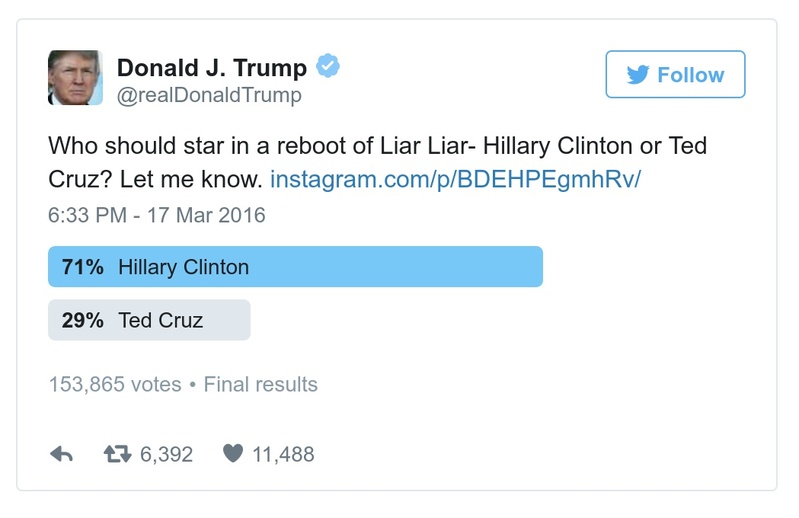 Donald J. Trump
@realDonaldTrump
Follow
Who should star in a reboot of Liar Liar- Hillary Clinton or Ted
Cruz? Let me know. instagram.com/p/BDEHPEgmhRv/
6:33 PM - 17 Mar 2016
71% Hillary Clinton
29% Ted Cruz
153,865 votes • Final results
6,392 11,488